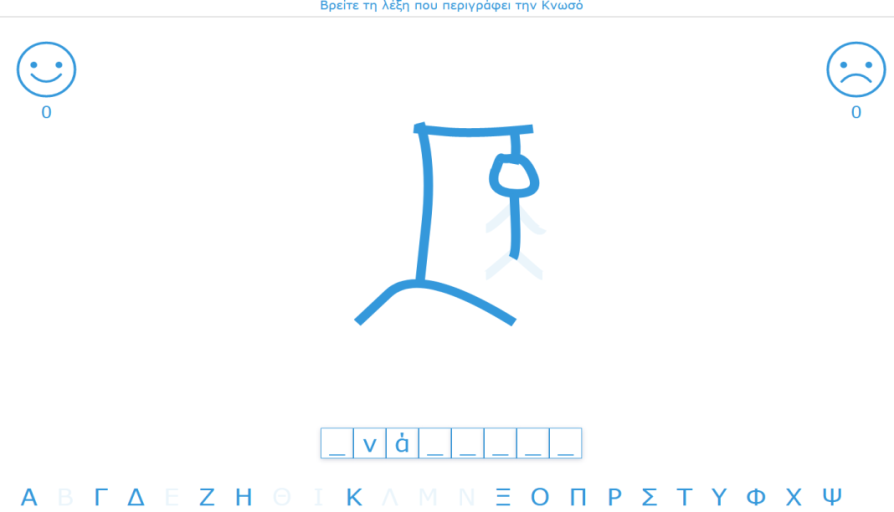 Βρείτε τη λέξη που περιγράφει την Κνωσό
0 0
_ ν ά _ _ _ _ _
Α Β Γ Δ Ε Ζ Η Θ Ι Κ Λ Μ Ν Ξ Ο Π Ρ Σ Τ Υ Φ Χ Ψ